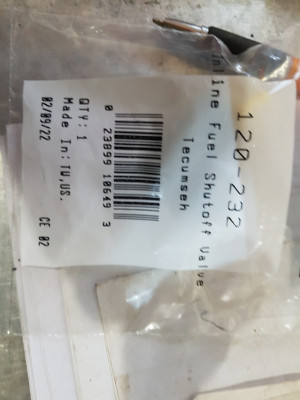 120-232
Inline Fuel Shutoff Valve
Tecumseh
0 23899 10649 3
QTY: 1
Made In: TW,US.
02/09/22
CE 02